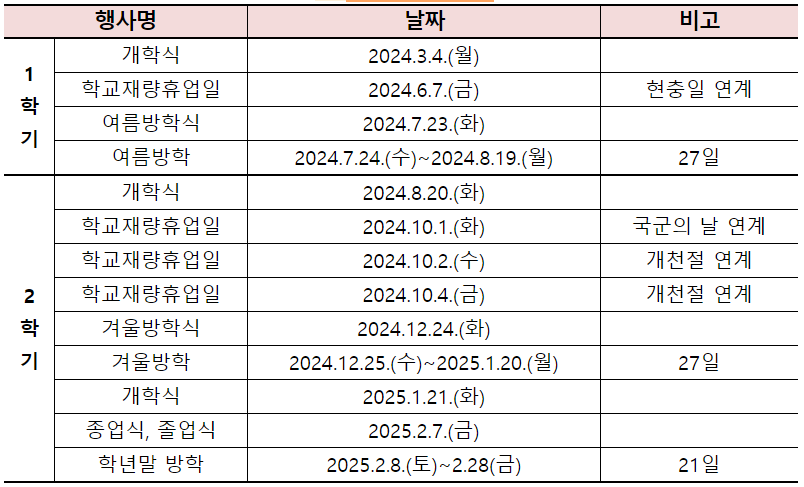 행사명 날짜 비고
1학기
개학식 2024.3.4.(월)
학교재량휴업일 2024.6.7.(금) 현충일 연계
여름방학식 2024.7.23.(화)
여름방학 2024.7.24.(수)~2024.8.19.(월) 27일
2학기
개학식 2024.8.20.(화)
학교재량휴업일 2024.10.1.(화) 국군의 날 연계
학교재량휴업일 2024.10.2.(수) 개천절 연계
학교재량휴업일 2024.10.4.(금) 개천절 연계
겨울방학식 2024.12.24.(화)
겨울방학 2024.12.25.(수)~2025.1.20.(월) 27일
개학식 2025.1.21.(화)
종업식, 졸업식 2025.2.7.(금)
학년말 방학 2025.2.8.(토)~2.28(금) 21일